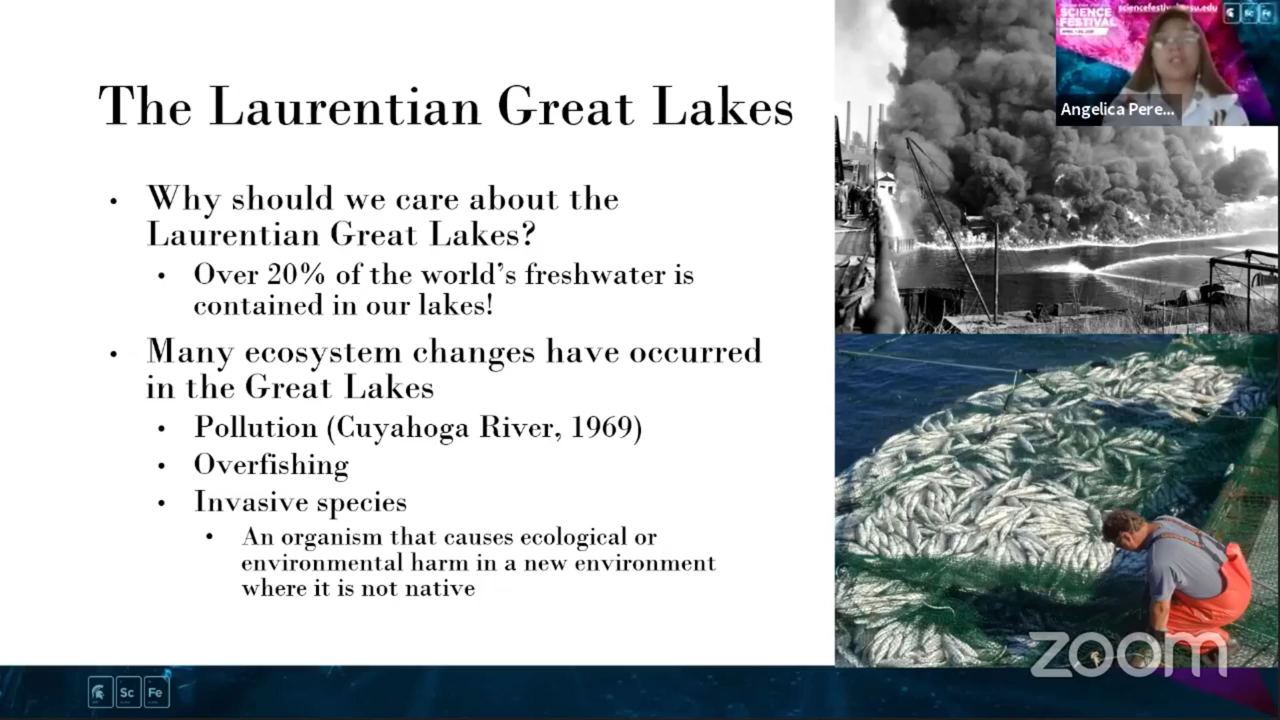 The Laurentian Great Lakes
• Why should we care about the
Laurentian Great Lakes?
• Over 20% of the world's freshwater is
contained in our lakes!
• Many ecosystem changes have occurred
in the Great Lakes
• Pollution (Cuyahoga River, 1969)
• Overfishing
• Invasive species
• An organism that causes ecological or
environmental harm in a new environment
where it is not native
SCIENCE
FESTIVAL
Sc Fe
Angelica Pere...
zoom
Sc Fe